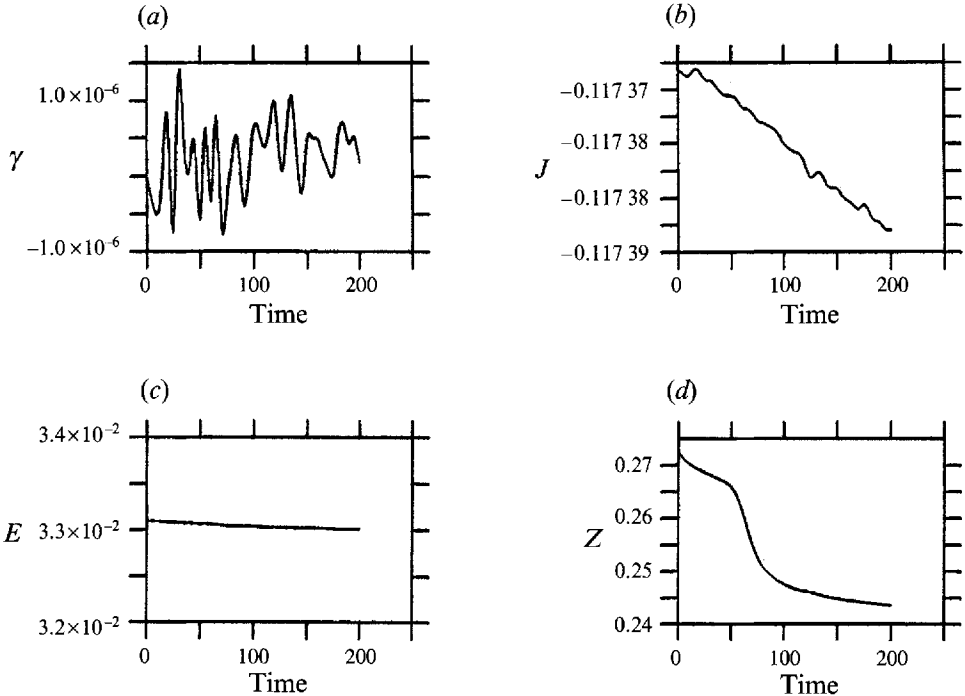 (a)
1.0×10⁻⁶
γ
−1.0×10⁻⁶
0 100 200
Time
(b)
−0.117 37
−0.117 38
J
−0.117 38
−0.117 39
0 100 200
Time
(c)
3.4×10⁻²
E 3.3×10⁻²
3.2×10⁻²
0 100 200
Time
(d)
0.27
0.26
Z
0.25
0.24
0 100 200
Time